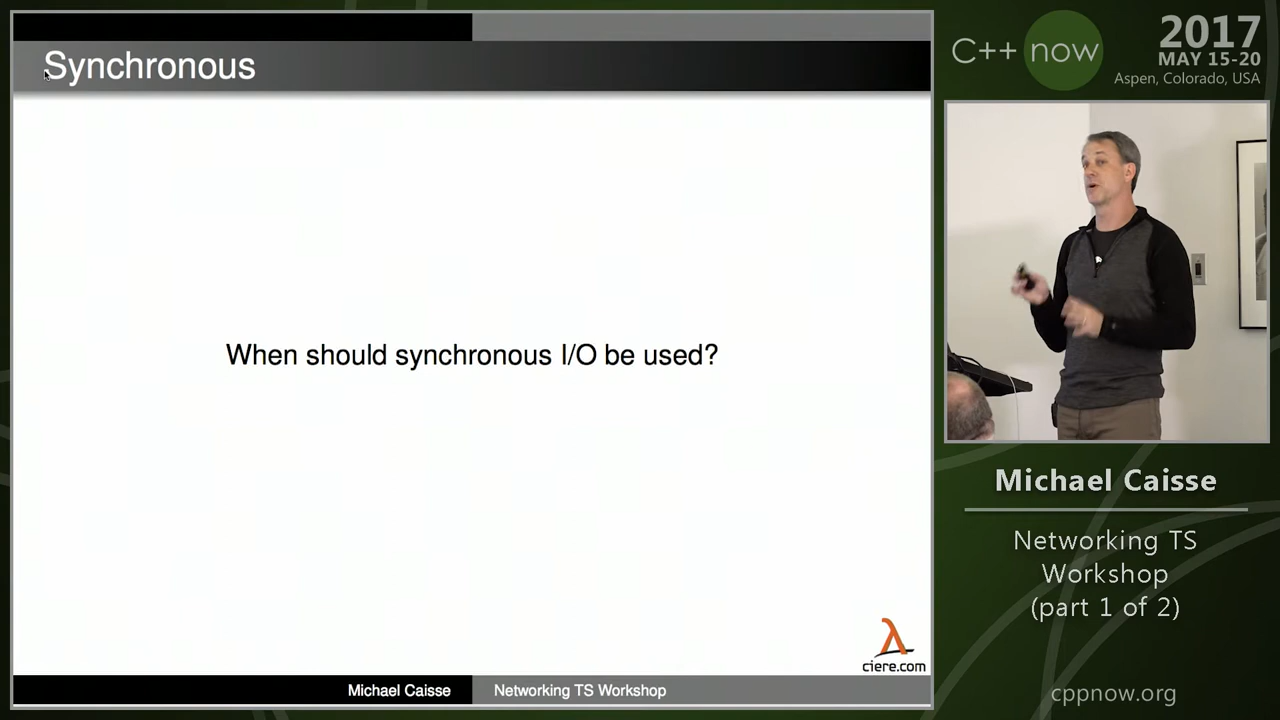 Synchronous
When should synchronous I/O be used?
λ
ciere.com
Michael Caisse
Networking TS Workshop
C++ now
2017
MAY 15-20
Aspen, Colorado, USA
Michael Caisse
Networking TS
Workshop
(part 1 of 2)
cppnow.org